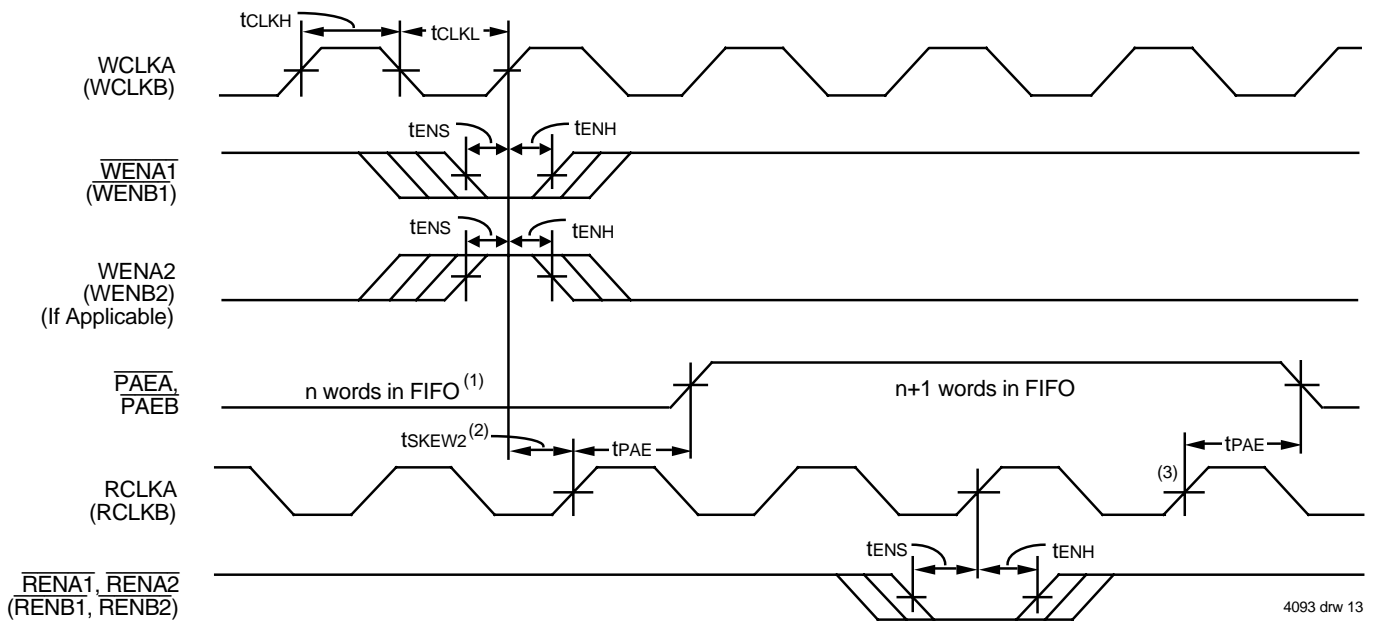 tCLKH
tCLKL
WCLKA
(WCLKB)
tENS
tENH
WENA1
(WENB1)
tENS
tENH
WENA2
(WENB2)
(If Applicable)
PAEA,
PAEB
n words in FIFO (1)
n+1 words in FIFO
tSKEW2(2)
tPAE
tPAE
RCLKA
(RCLKB)
(3)
tENS
tENH
RENA1, RENA2
(RENB1, RENB2)
4093 drw 13